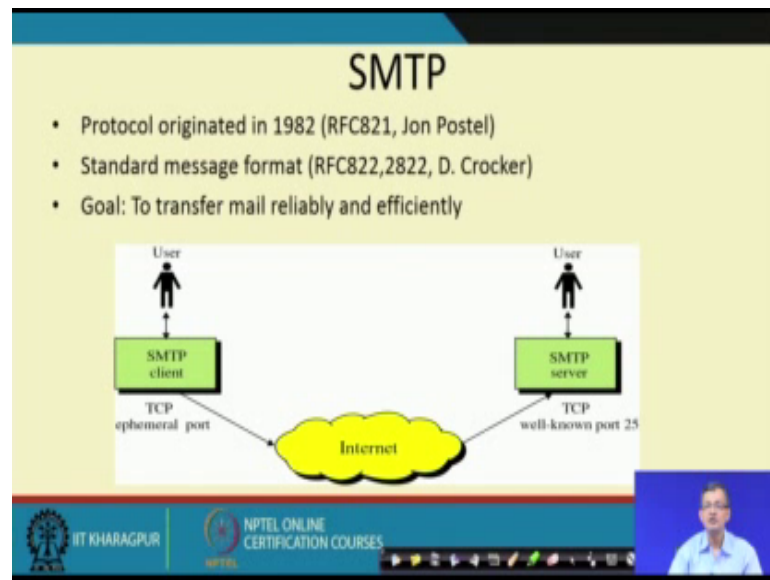 SMTP
• Protocol originated in 1982 (RFC821, Jon Postel)
• Standard message format (RFC822,2822, D. Crocker)
• Goal: To transfer mail reliably and efficiently
User
User
SMTP
client
SMTP
server
TCP
ephemeral port
TCP
well-known port 25
Internet
IIT KHARAGPUR
NPTEL ONLINE
CERTIFICATION COURSES
NPTEL